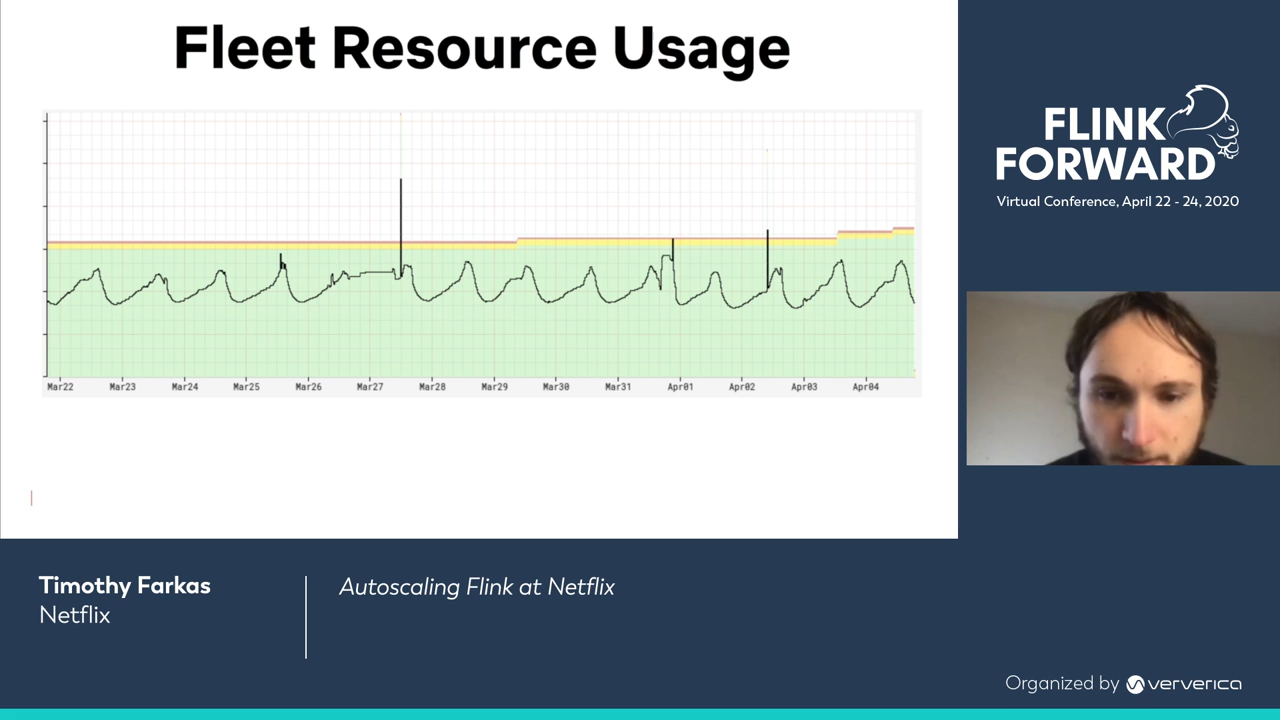 Fleet Resource Usage
Mar22 Mar23 Mar24 Mar25 Mar26 Mar27 Mar28 Mar29 Mar30 Mar31 Apr01 Apr02 Apr03 Apr04
FLINK
FORWARD
Virtual Conference, April 22 - 24, 2020
Timothy Farkas
Netflix
Autoscaling Flink at Netflix
Organized by ververica